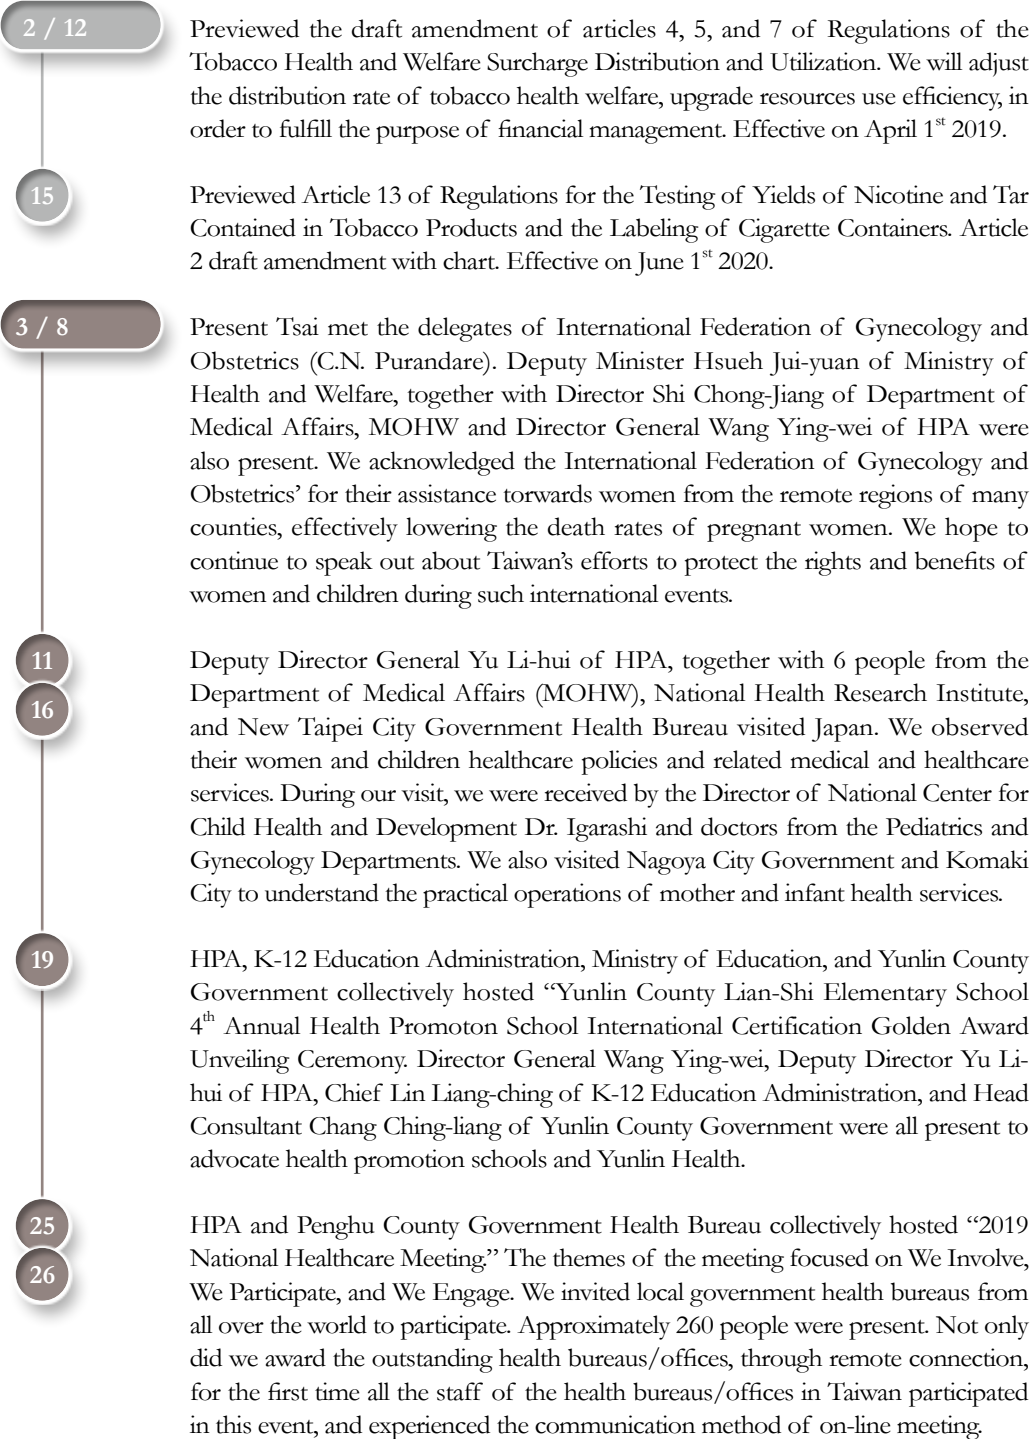 2 / 12
Previewed the draft amendment of articles 4, 5, and 7 of Regulations of the
Tobacco Health and Welfare Surcharge Distribution and Utilization. We will adjust
the distribution rate of tobacco health welfare, upgrade resources use efficiency, in
order to fulfill the purpose of financial management. Effective on April 1st 2019.
15
Previewed Article 13 of Regulations for the Testing of Yields of Nicotine and Tar
Contained in Tobacco Products and the Labeling of Cigarette Containers. Article
2 draft amendment with chart. Effective on June 1st 2020.
3 / 8
Present Tsai met the delegates of International Federation of Gynecology and
Obstetrics (C.N. Purandare). Deputy Minister Hsueh Jui-yuan of Ministry of
Health and Welfare, together with Director Shi Chong-Jiang of Department of
Medical Affairs, MOHW and Director General Wang Ying-wei of HPA were
also present. We acknowledged the International Federation of Gynecology and
Obstetrics’ for their assistance torwards women from the remote regions of many
counties, effectively lowering the death rates of pregnant women. We hope to
continue to speak out about Taiwan’s efforts to protect the rights and benefits of
women and children during such international events.
11
16
Deputy Director General Yu Li-hui of HPA, together with 6 people from the
Department of Medical Affairs (MOHW), National Health Research Institute,
and New Taipei City Government Health Bureau visited Japan. We observed
their women and children healthcare policies and related medical and healthcare
services. During our visit, we were received by the Director of National Center for
Child Health and Development Dr. Igarashi and doctors from the Pediatrics and
Gynecology Departments. We also visited Nagoya City Government and Komaki
City to understand the practical operations of mother and infant health services.
19
HPA, K-12 Education Administration, Ministry of Education, and Yunlin County
Government collectively hosted “Yunlin County Lian-Shi Elementary School
4th Annual Health Promoton School International Certification Golden Award
Unveiling Ceremony. Director General Wang Ying-wei, Deputy Director Yu Li-
hui of HPA, Chief Lin Liang-ching of K-12 Education Administration, and Head
Consultant Chang Ching-liang of Yunlin County Government were all present to
advocate health promotion schools and Yunlin Health.
25
26
HPA and Penghu County Government Health Bureau collectively hosted “2019
National Healthcare Meeting.” The themes of the meeting focused on We Involve,
We Participate, and We Engage. We invited local government health bureaus from
all over the world to participate. Approximately 260 people were present. Not only
did we award the outstanding health bureaus/offices, through remote connection,
for the first time all the staff of the health bureaus/offices in Taiwan participated
in this event, and experienced the communication method of on-line meeting.